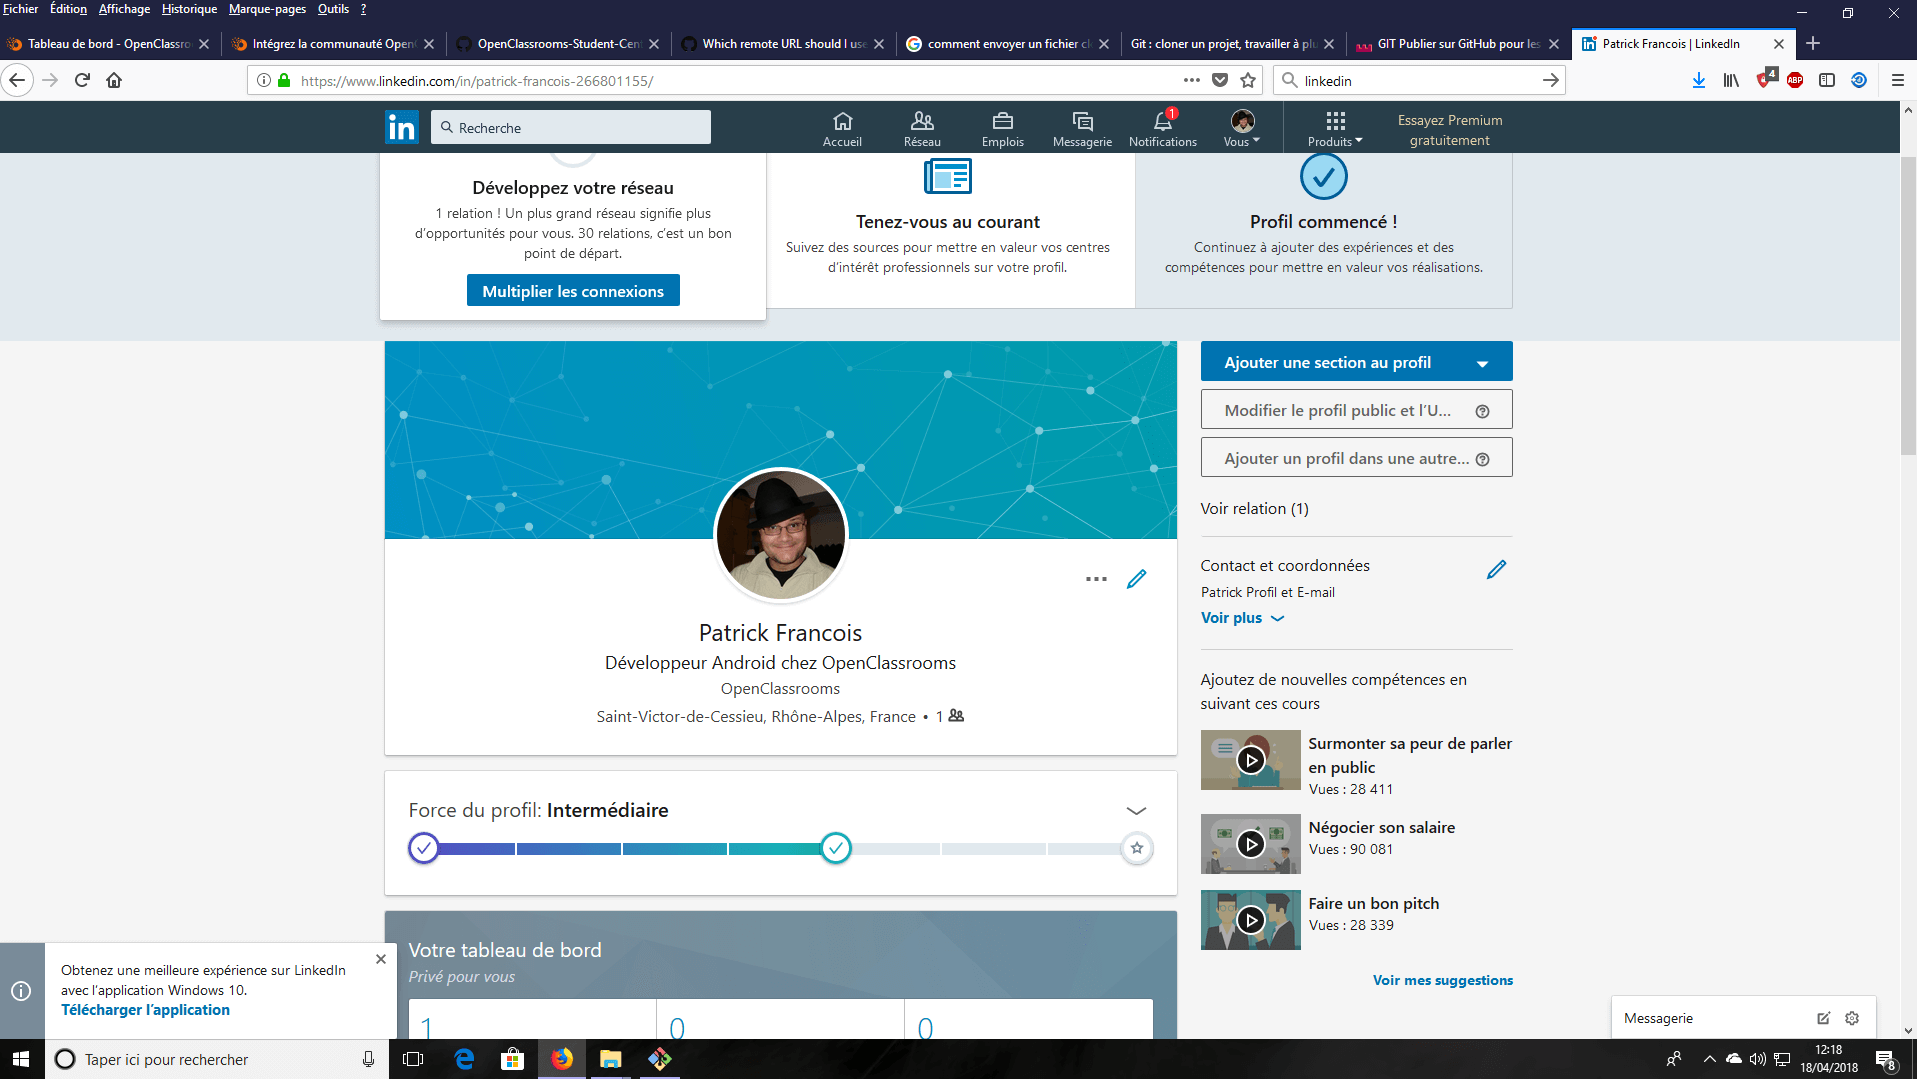 Fichier Édition Affichage Historique Marque-pages Outils ?
Tableau de bord - OpenClassro
Intégrez la communauté Open
OpenClassrooms-Student-Cen
Which remote URL should I use
comment envoyer un fichier cl
Git : cloner un projet, travailler à plu
GIT Publier sur GitHub pour les
Patrick Francois | LinkedIn
https://www.linkedin.com/in/patrick-francois-266801155/
linkedin
4
ABP
in
Recherche
Accueil
Réseau
Emplois
Messagerie
1
Notifications
Vous
Produits
Essayez Premium
gratuitement
Développez votre réseau
1 relation ! Un plus grand réseau signifie plus
d’opportunités pour vous. 30 relations, c’est un bon
point de départ.
Multiplier les connexions
Tenez-vous au courant
Suivez des sources pour mettre en valeur vos centres
d’intérêt professionnels sur votre profil.
Profil commencé !
Continuez à ajouter des expériences et des
compétences pour mettre en valeur vos réalisations.
Patrick Francois
Développeur Android chez OpenClassrooms
OpenClassrooms
Saint-Victor-de-Cessieu, Rhône-Alpes, France • 1
Force du profil: Intermédiaire
Votre tableau de bord
Privé pour vous
1
0
0
Ajouter une section au profil
Modifier le profil public et l’U...
Ajouter un profil dans une autre...
Voir relation (1)
Contact et coordonnées
Patrick Profil et E-mail
Voir plus
Ajoutez de nouvelles compétences en
suivant ces cours
Surmonter sa peur de parler
en public
Vues : 28 411
Négocier son salaire
Vues : 90 081
Faire un bon pitch
Vues : 28 339
Voir mes suggestions
Obtenez une meilleure expérience sur LinkedIn
avec l’application Windows 10.
Télécharger l’application
Messagerie
Taper ici pour rechercher
12:18
18/04/2018
8